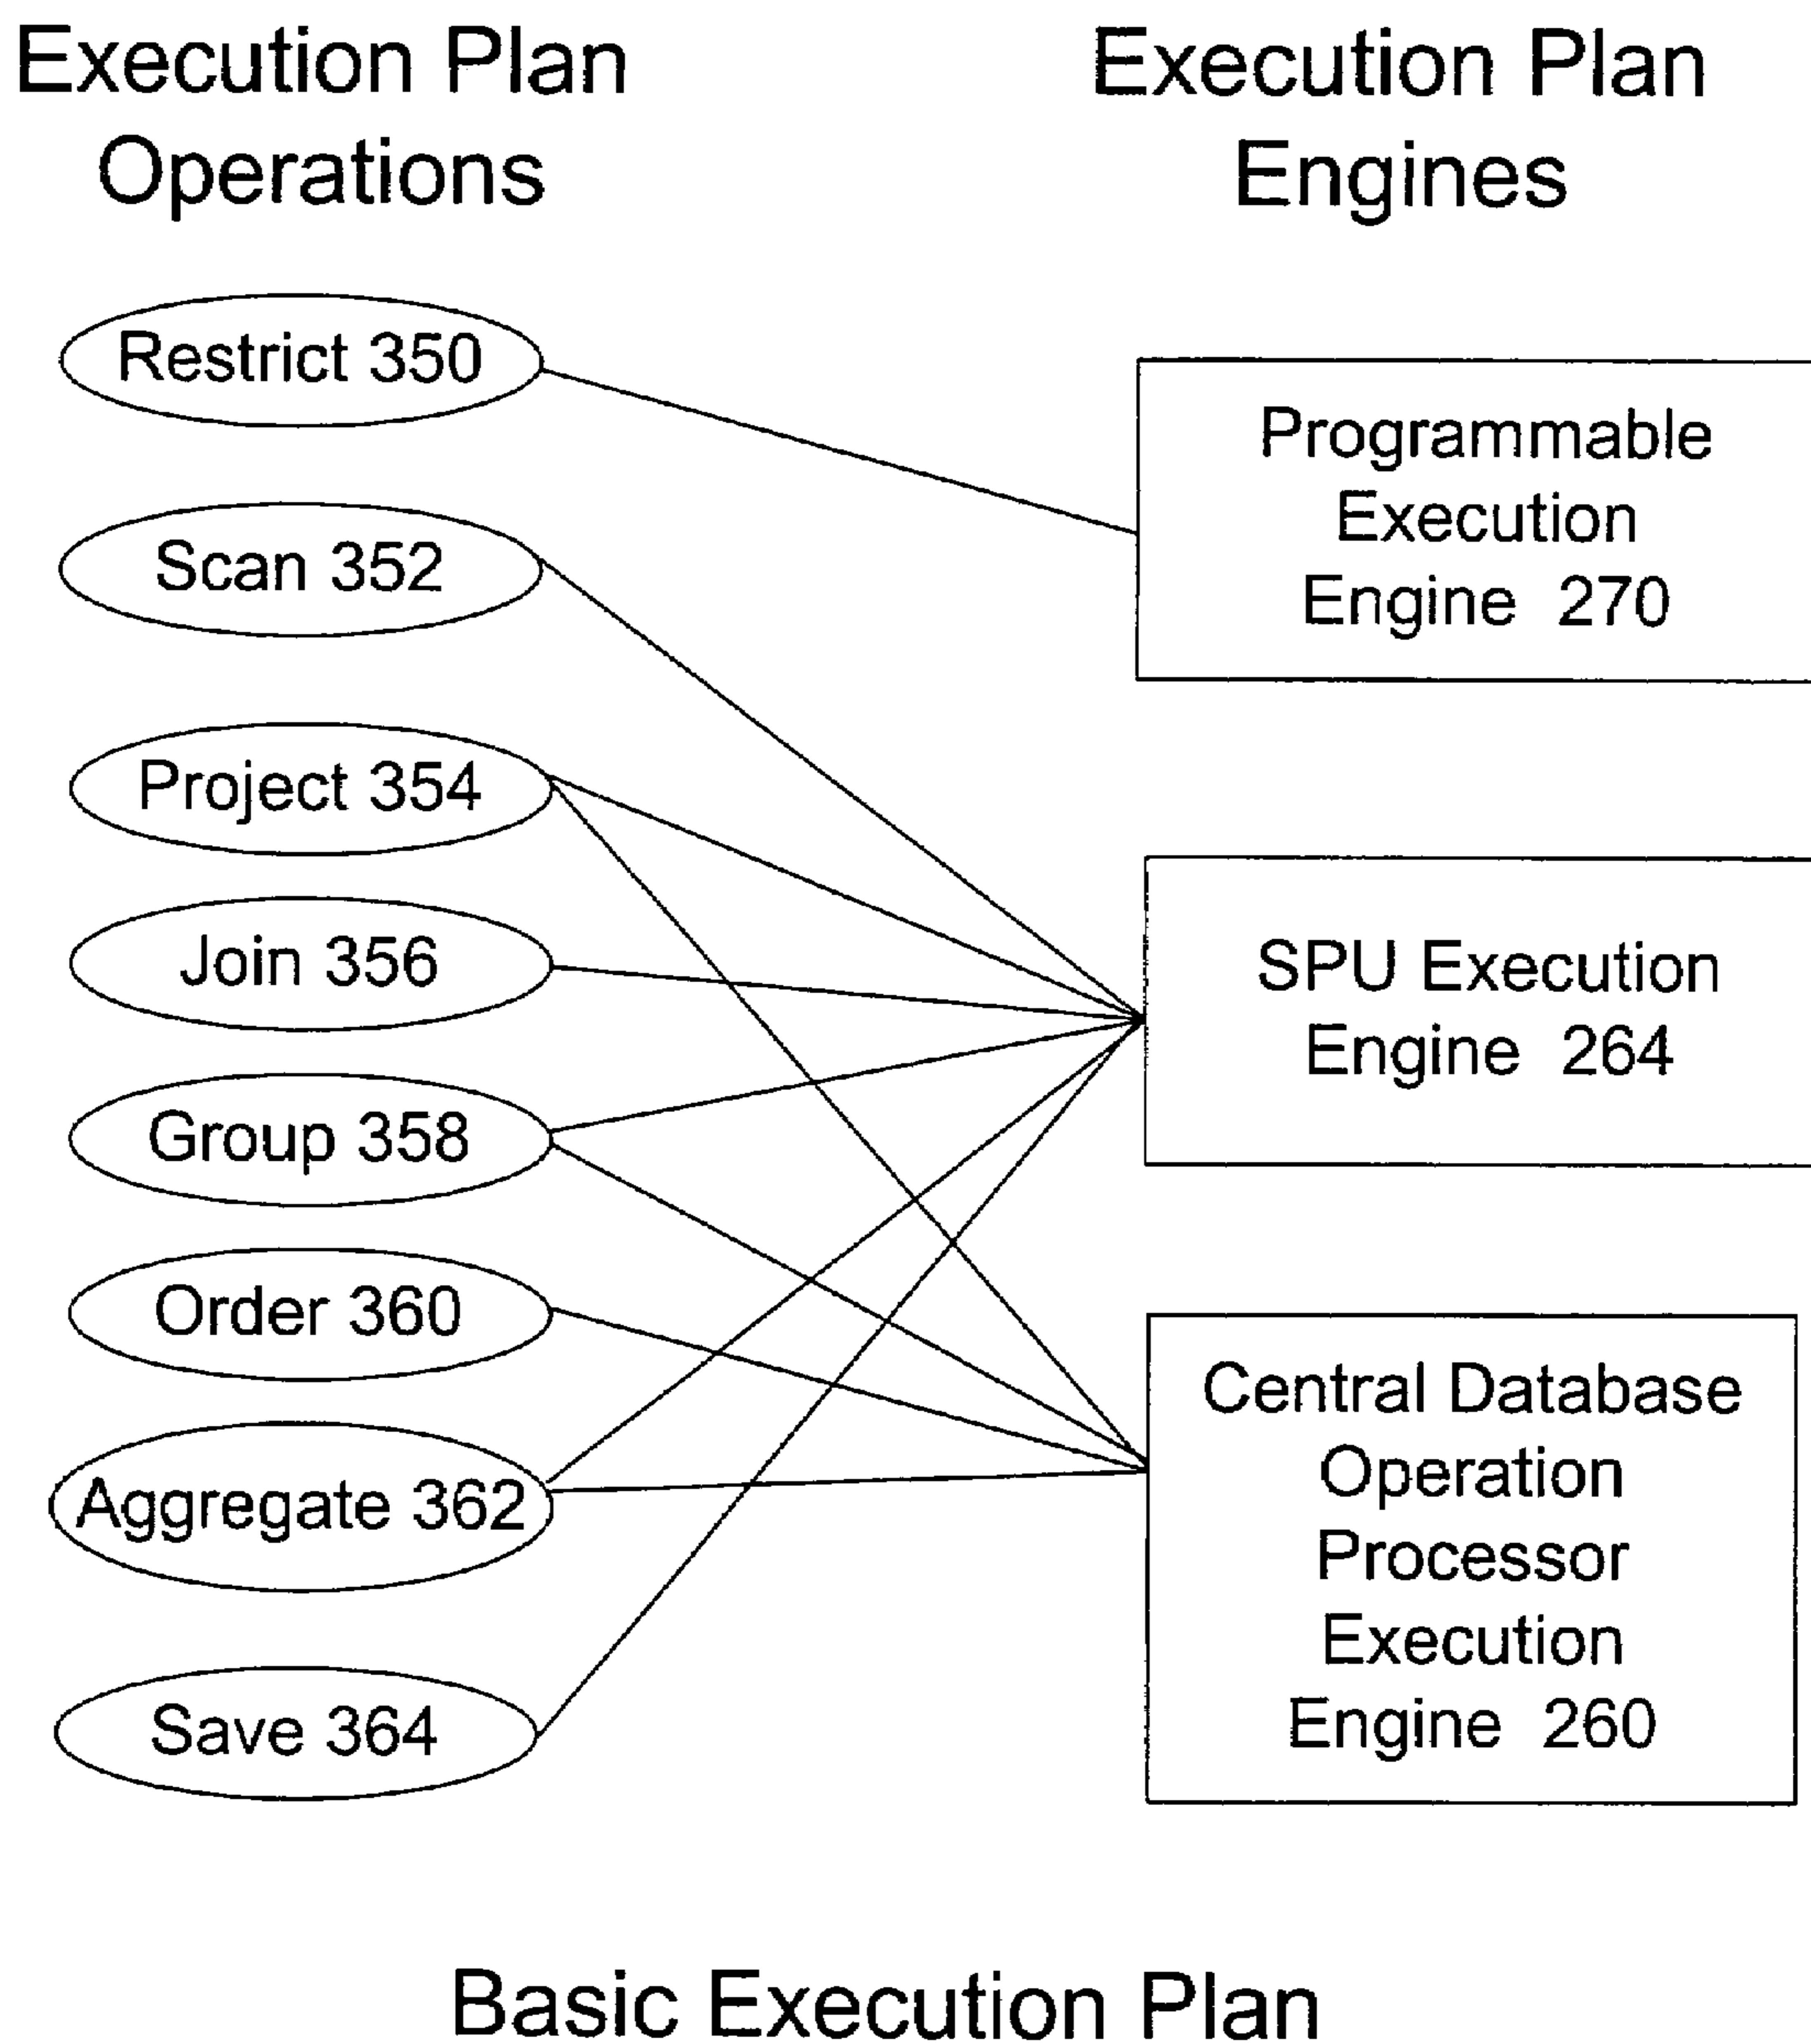 Execution Plan
Operations
Execution Plan
Engines
Restrict 350
Scan 352
Project 354
Join 356
Group 358
Order 360
Aggregate 362
Save 364
Programmable
Execution
Engine 270
SPU Execution
Engine 264
Central Database
Operation
Processor
Execution
Engine 260
Basic Execution Plan